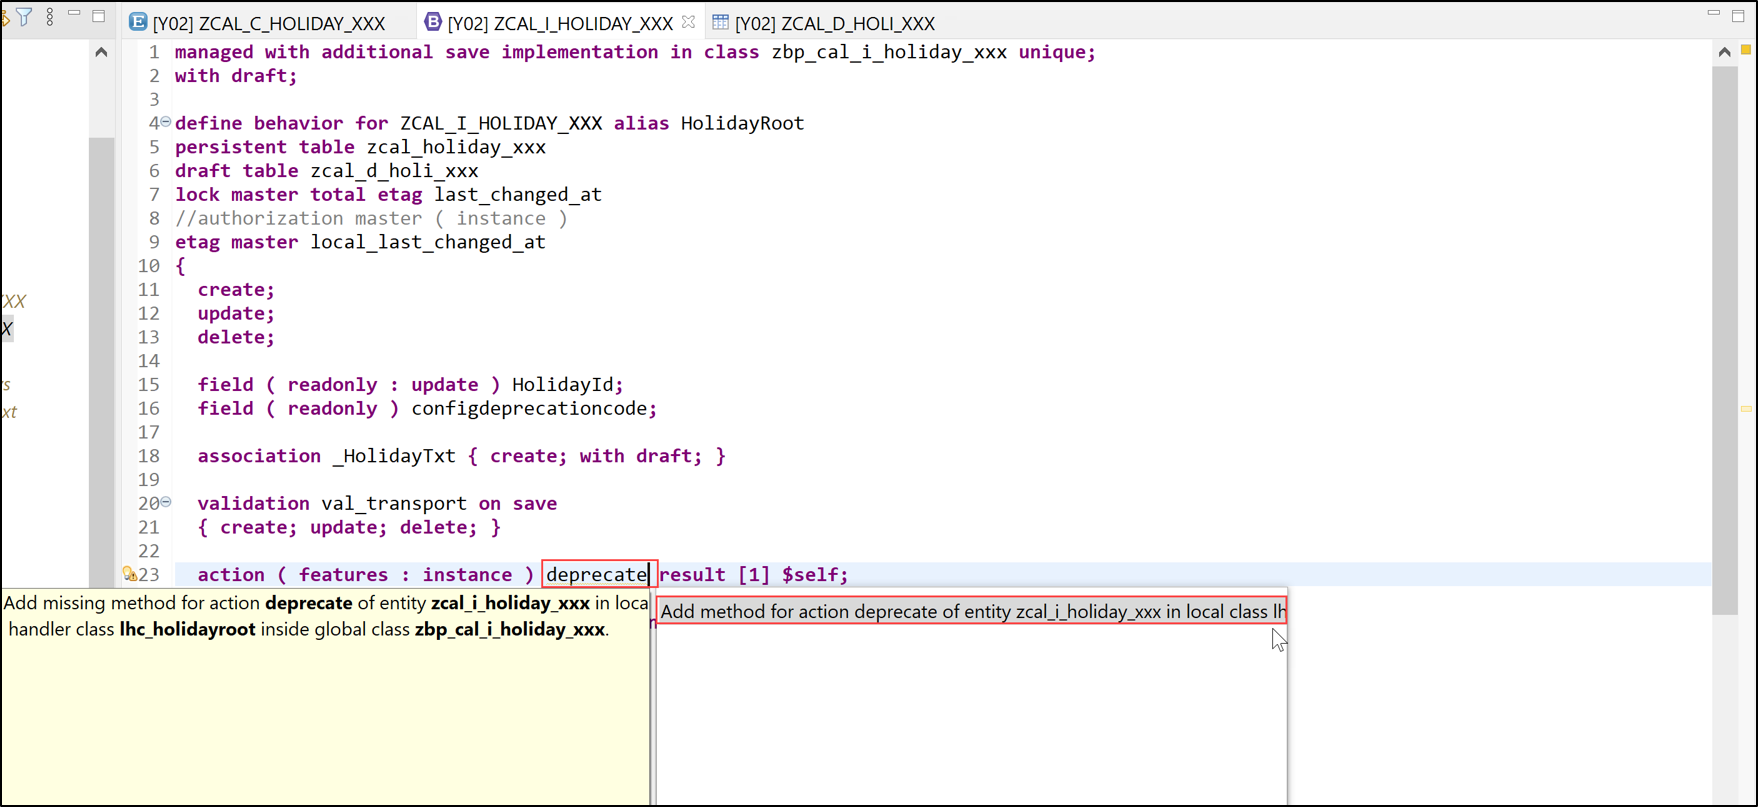 [Y02] ZCAL_C_HOLIDAY_XXX [Y02] ZCAL_I_HOLIDAY_XXX [Y02] ZCAL_D_HOLI_XXX
1 managed with additional save implementation in class zbp_cal_i_holiday_xxx unique;
2 with draft;
3
4 define behavior for ZCAL_I_HOLIDAY_XXX alias HolidayRoot
5 persistent table zcal_holiday_xxx
6 draft table zcal_d_holi_xxx
7 lock master total etag last_changed_at
8 //authorization master ( instance )
9 etag master local_last_changed_at
10 {
11 create;
12 update;
13 delete;
14
15 field ( readonly : update ) HolidayId;
16 field ( readonly ) configdeprecationcode;
17
18 association _HolidayTxt { create; with draft; }
19
20 validation val_transport on save
21 { create; update; delete; }
22
23 action ( features : instance ) deprecate result [1] $self;
XXX
X
rs
xt
Add missing method for action deprecate of entity zcal_i_holiday_xxx in loca
handler class lhc_holidayroot inside global class zbp_cal_i_holiday_xxx.
Add method for action deprecate of entity zcal_i_holiday_xxx in local class lh